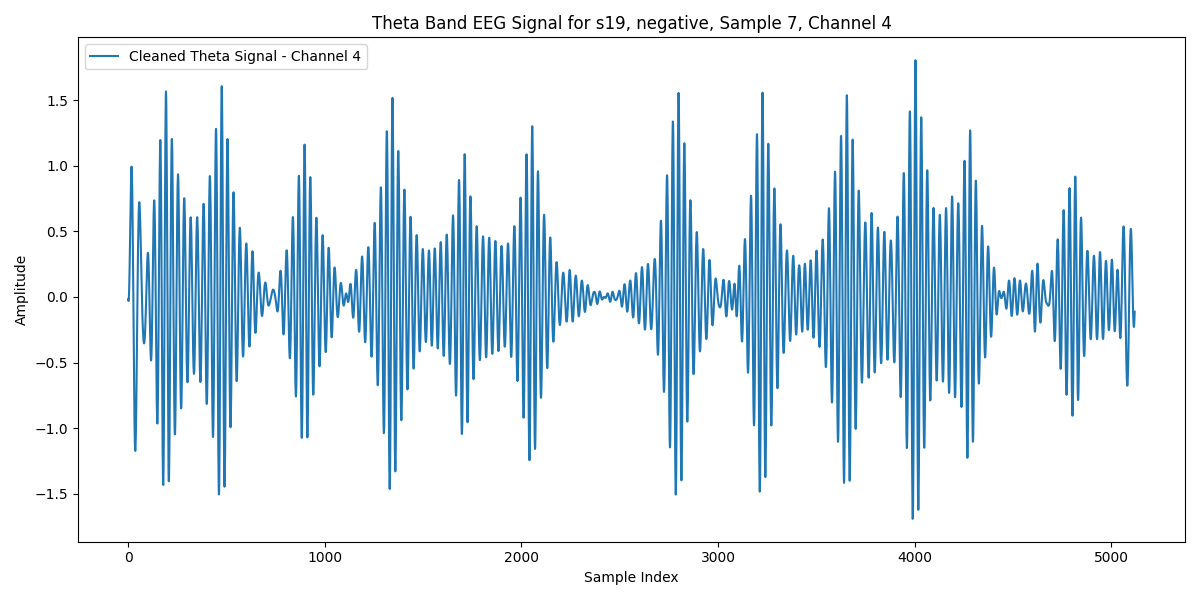 Theta Band EEG Signal for s19, negative, Sample 7, Channel 4
Cleaned Theta Signal - Channel 4
Amplitude
1.5
1.0
0.5
0.0
−0.5
−1.0
−1.5
0 1000 2000 3000 4000 5000
Sample Index